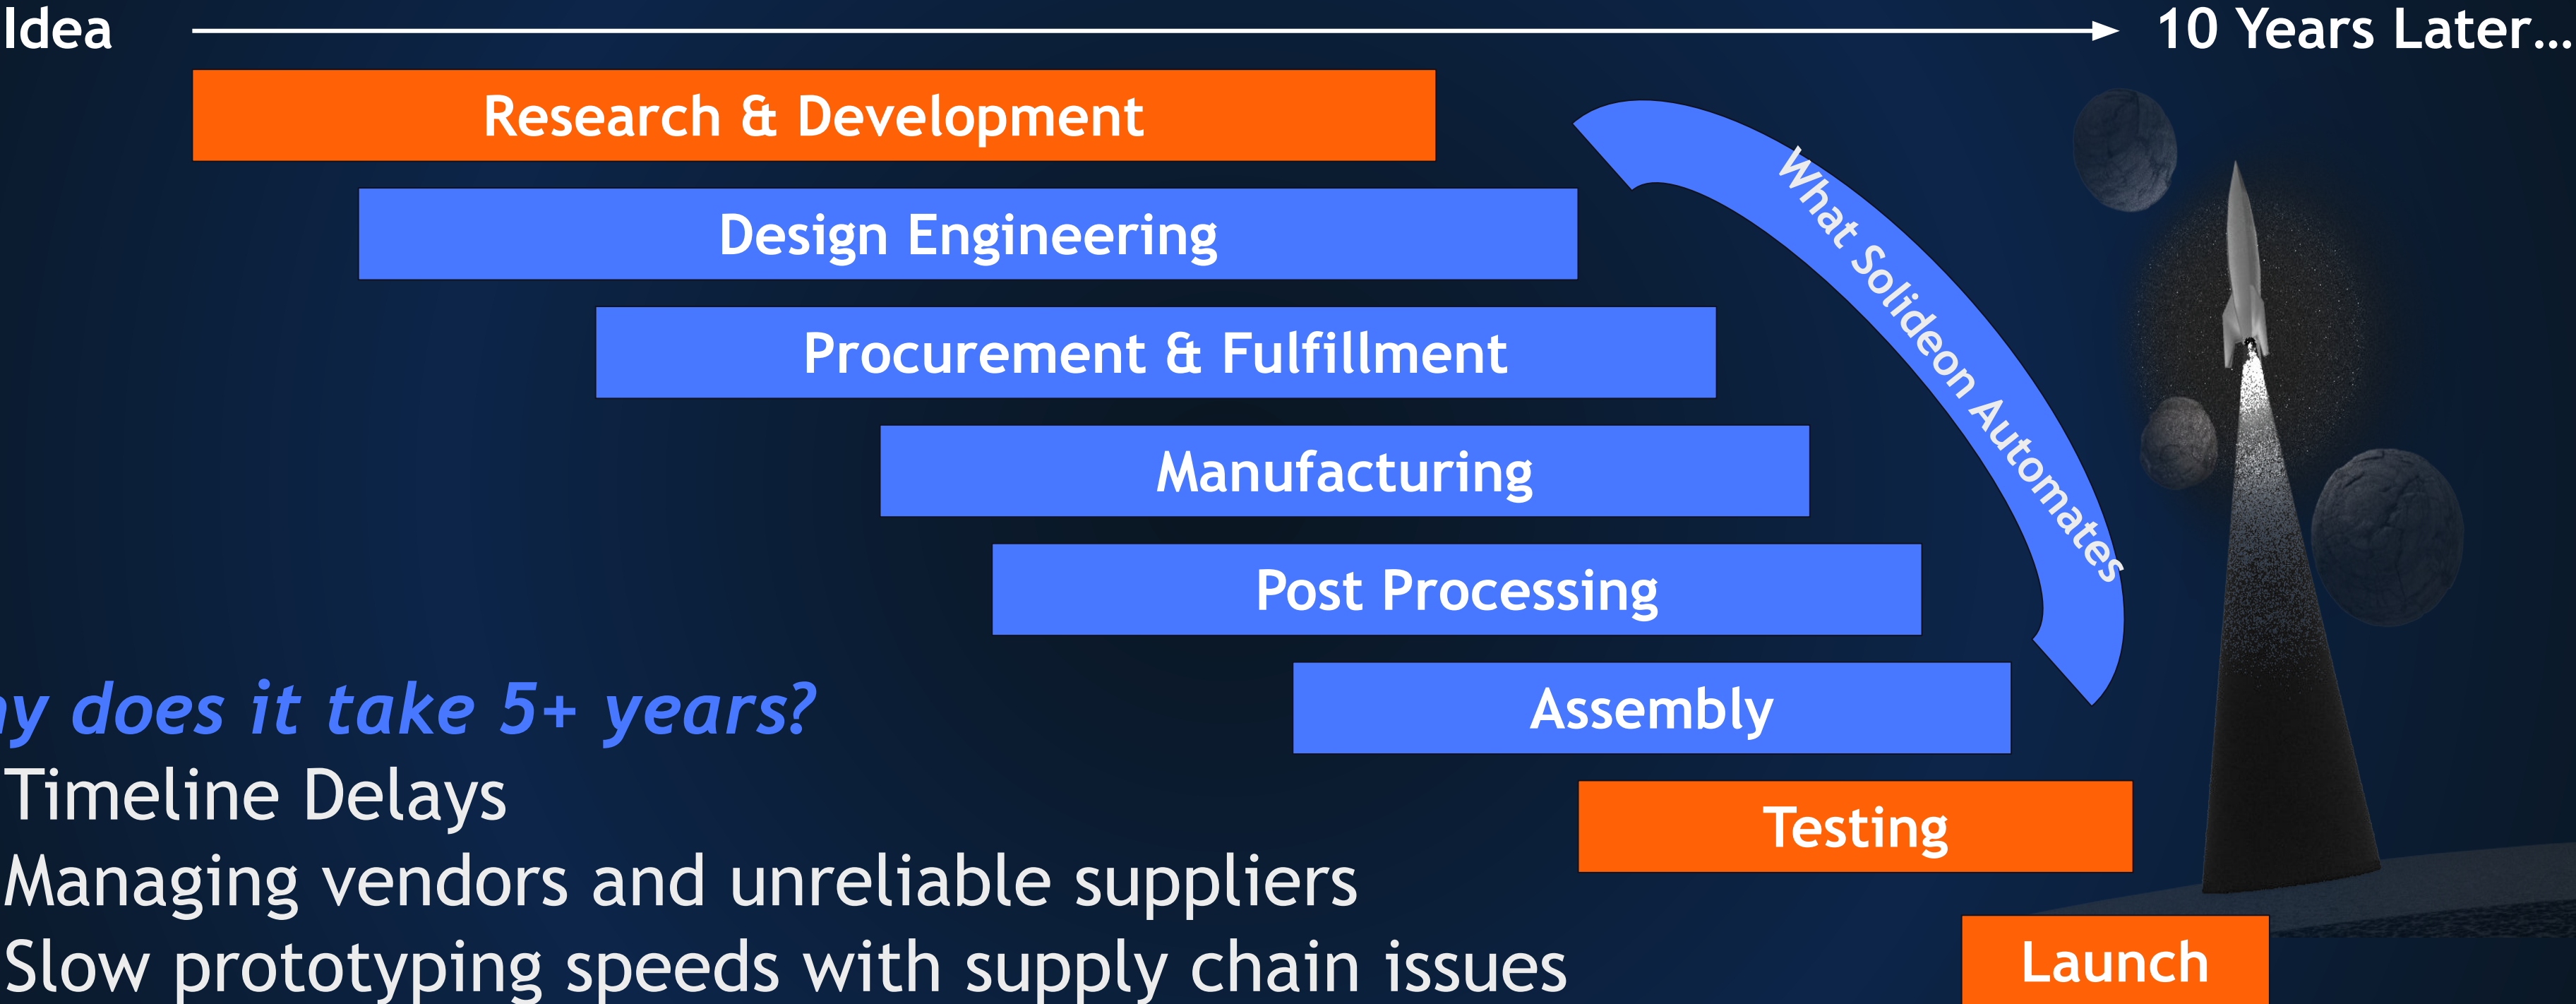 Idea
10 Years Later…
Research & Development
What Solideon Automates
Design Engineering
Procurement & Fulfillment
Manufacturing
Post Processing
Assembly
Testing
Launch
does it take 5+ years?
Timeline Delays
Managing vendors and unreliable suppliers
Slow prototyping speeds with supply chain issues